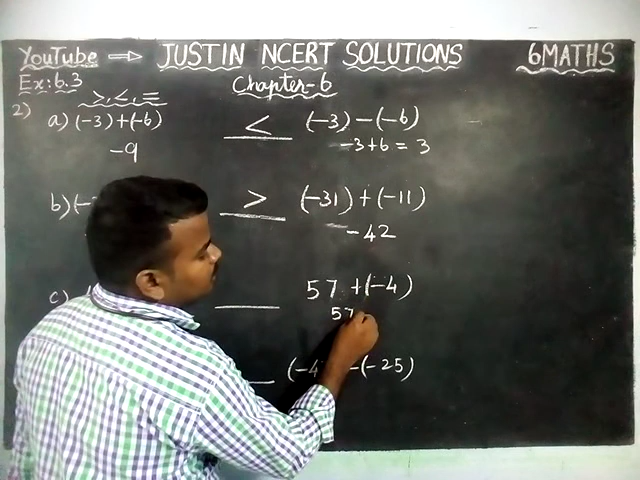 YouTube ⇒ JUSTIN NCERT SOLUTIONS 6MATHS
Ex:6.3 Chapter-6
>, <, =
2)
a) (-3)+(-6) < (-3)-(-6)
-9 -3+6 = 3
b) (- > (-31)+(-11)
-42
c) 57+(-4)
57
-(-25)